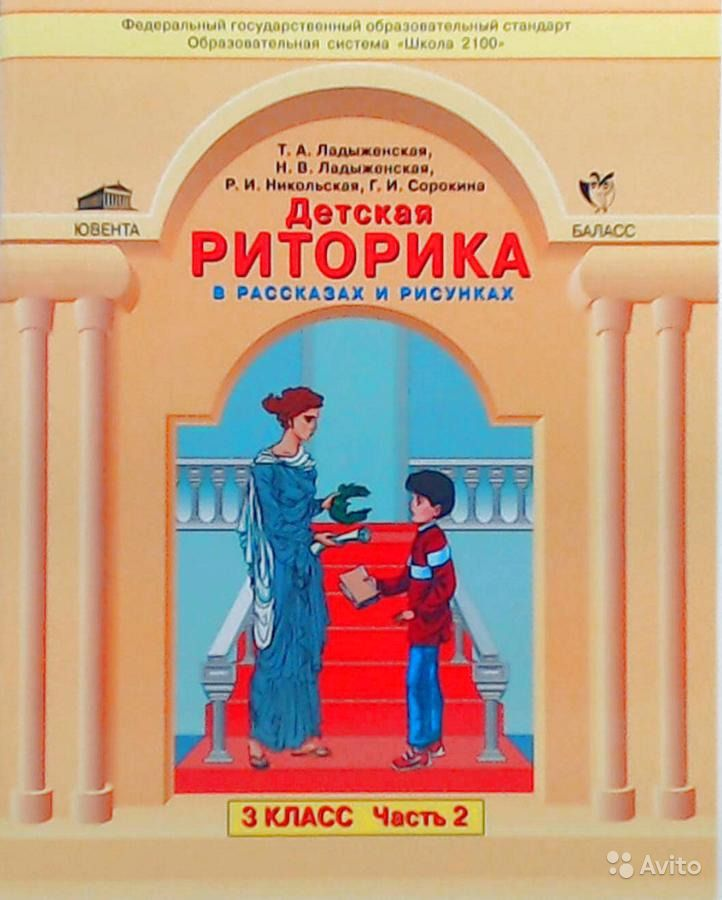 Федеральный государственный образовательный стандарт
Образовательная система «Школа 2100»
Т. А. Ладыженская,
Н. В. Ладыженская,
Р. И. Никольская, Г. И. Сорокина
Детская
РИТОРИКА
В РАССКАЗАХ И РИСУНКАХ
ЮВЕНТА
БАЛАСС
3 КЛАСС Часть 2
Avito